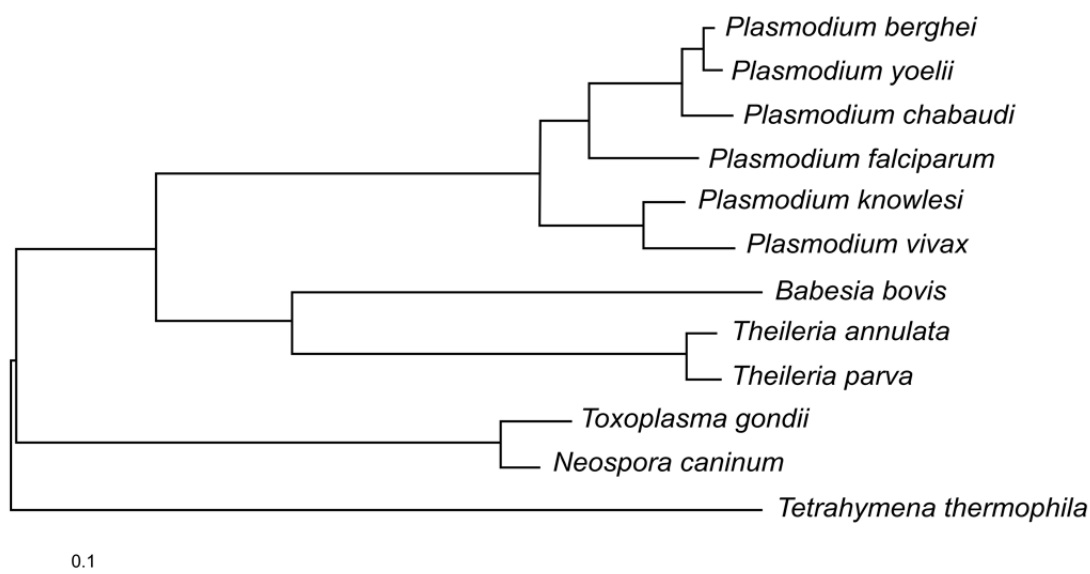 Plasmodium berghei
Plasmodium yoelii
Plasmodium chabaudi
Plasmodium falciparum
Plasmodium knowlesi
Plasmodium vivax
Babesia bovis
Theileria annulata
Theileria parva
Toxoplasma gondii
Neospora caninum
Tetrahymena thermophila
0.1